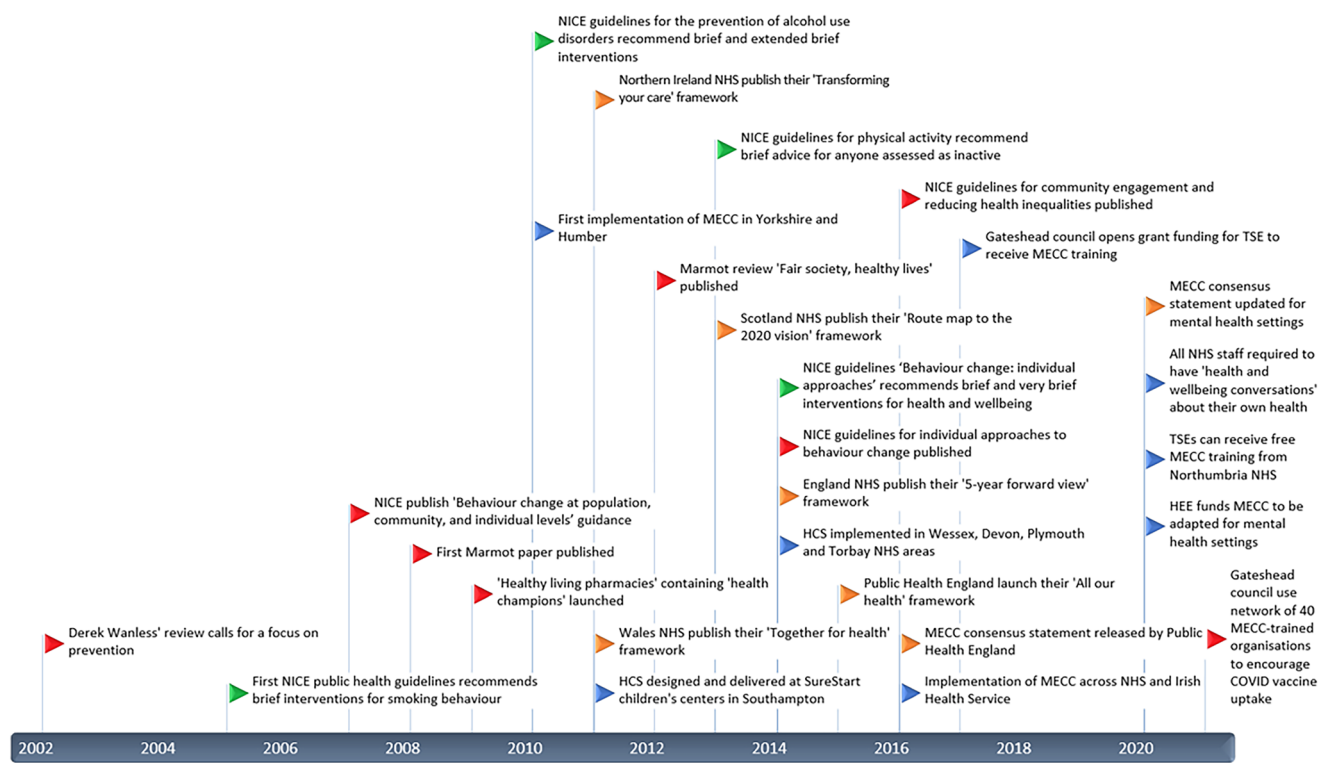 NICE guidelines for the prevention of alcohol use
disorders recommend brief and extended brief
interventions
Northern Ireland NHS publish their 'Transforming
your care' framework
NICE guidelines for physical activity recommend
brief advice for anyone assessed as inactive
NICE guidelines for community engagement and
reducing health inequalities published
First implementation of MECC in Yorkshire and
Humber
Gateshead council opens grant funding for TSE to
receive MECC training
Marmot review 'Fair society, healthy lives'
published
MECC consensus
statement updated for
mental health settings
Scotland NHS publish their 'Route map to the
2020 vision' framework
All NHS staff required to
have 'health and
wellbeing conversations'
about their own health
NICE guidelines ‘Behaviour change: individual
approaches’ recommends brief and very brief
interventions for health and wellbeing
NICE guidelines for individual approaches to
behaviour change published
TSEs can receive free
MECC training from
Northumbria NHS
England NHS publish their '5-year forward view'
framework
NICE publish 'Behaviour change at population,
community, and individual levels’ guidance
HEE funds MECC to be
adapted for mental
health settings
HCS implemented in Wessex, Devon, Plymouth
and Torbay NHS areas
First Marmot paper published
'Healthy living pharmacies' containing 'health
champions' launched
Public Health England launch their 'All our
health' framework
Gateshead
council use
network of 40
MECC-trained
organisations
to encourage
COVID vaccine
uptake
Derek Wanless' review calls for a focus on
prevention
Wales NHS publish their 'Together for health'
framework
MECC consensus statement released by Public
Health England
First NICE public health guidelines recommends
brief interventions for smoking behaviour
HCS designed and delivered at SureStart
children's centers in Southampton
Implementation of MECC across NHS and Irish
Health Service
2002 2004 2006 2008 2010 2012 2014 2016 2018 2020